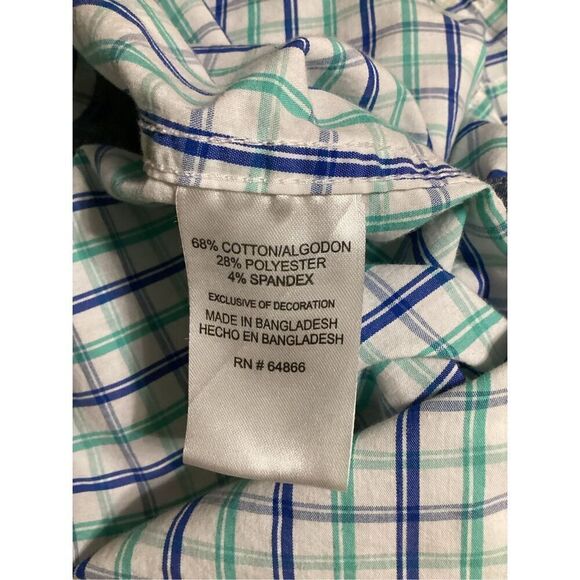 68% COTTON/ALGODON
28% POLYESTER
4% SPANDEX
EXCLUSIVE OF DECORATION
MADE IN BANGLADESH
HECHO EN BANGLADESH
RN # 64866